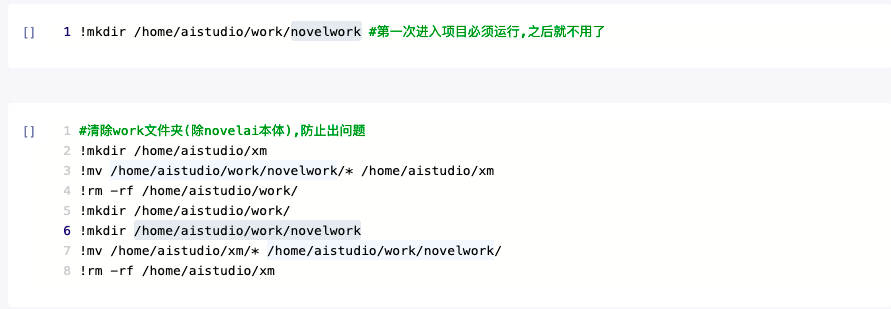 [] 1 !mkdir /home/aistudio/work/novelwork #第一次进入项目必须运行,之后就不用了
[] 1 #清除work文件夹(除novelai本体),防止出问题
2 !mkdir /home/aistudio/xm
3 !mv /home/aistudio/work/novelwork/* /home/aistudio/xm
4 !rm -rf /home/aistudio/work/
5 !mkdir /home/aistudio/work/
6 !mkdir /home/aistudio/work/novelwork
7 !mv /home/aistudio/xm/* /home/aistudio/work/novelwork/
8 !rm -rf /home/aistudio/xm